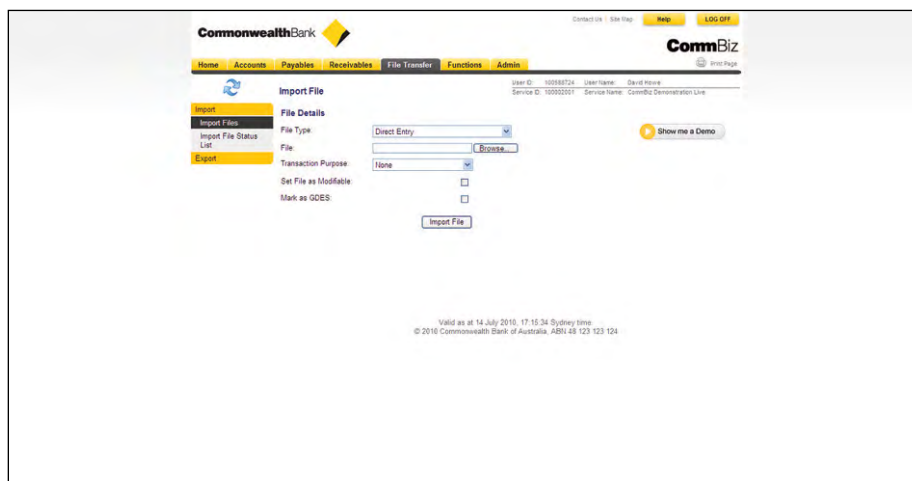 Contact Us | Site Map Help LOG OFF
CommonwealthBank
CommBiz
Home Accounts Payables Receivables File Transfer Functions Admin
Print Page
User ID: 100588724 User Name: David Howe
Service ID: 100002001 Service Name: CommBiz Demonstration Live
Import File
Import
Import Files
Import File Status
List
Export
File Details
File Type: Direct Entry
File: Browse...
Transaction Purpose: None
Set File as Modifiable:
Mark as GDES:
Import File
Show me a Demo
Valid as at 14 July 2010, 17:15:34 Sydney time.
© 2010 Commonwealth Bank of Australia, ABN 48 123 123 124